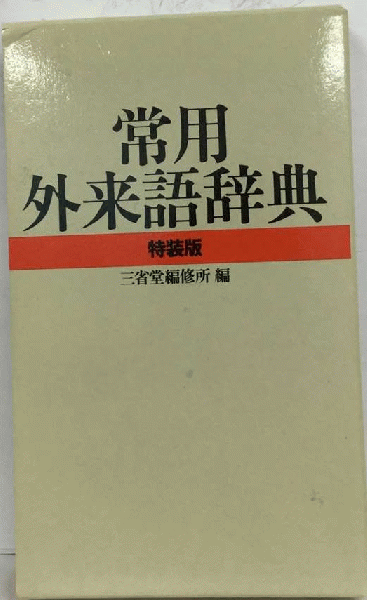 常用
外来語辞典
特装版
三省堂編修所 編